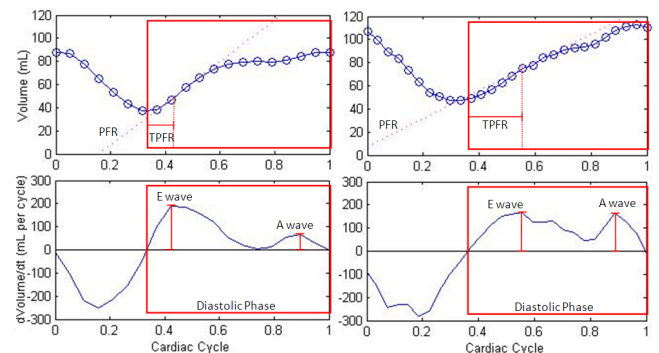 120
100
80
60
40
20
0
Volume (mL)
PFR
TPFR
0 0.2 0.4 0.6 0.8 1
120
100
80
60
40
20
0
PFR
TPFR
0 0.2 0.4 0.6 0.8 1
300
200
100
0
-100
-200
-300
dVolume/dt (mL per cycle)
E wave
A wave
Diastolic Phase
0 0.2 0.4 0.6 0.8 1
Cardiac Cycle
300
200
100
0
-100
-200
-300
E wave
A wave
Diastolic Phase
0 0.2 0.4 0.6 0.8 1
Cardiac Cycle